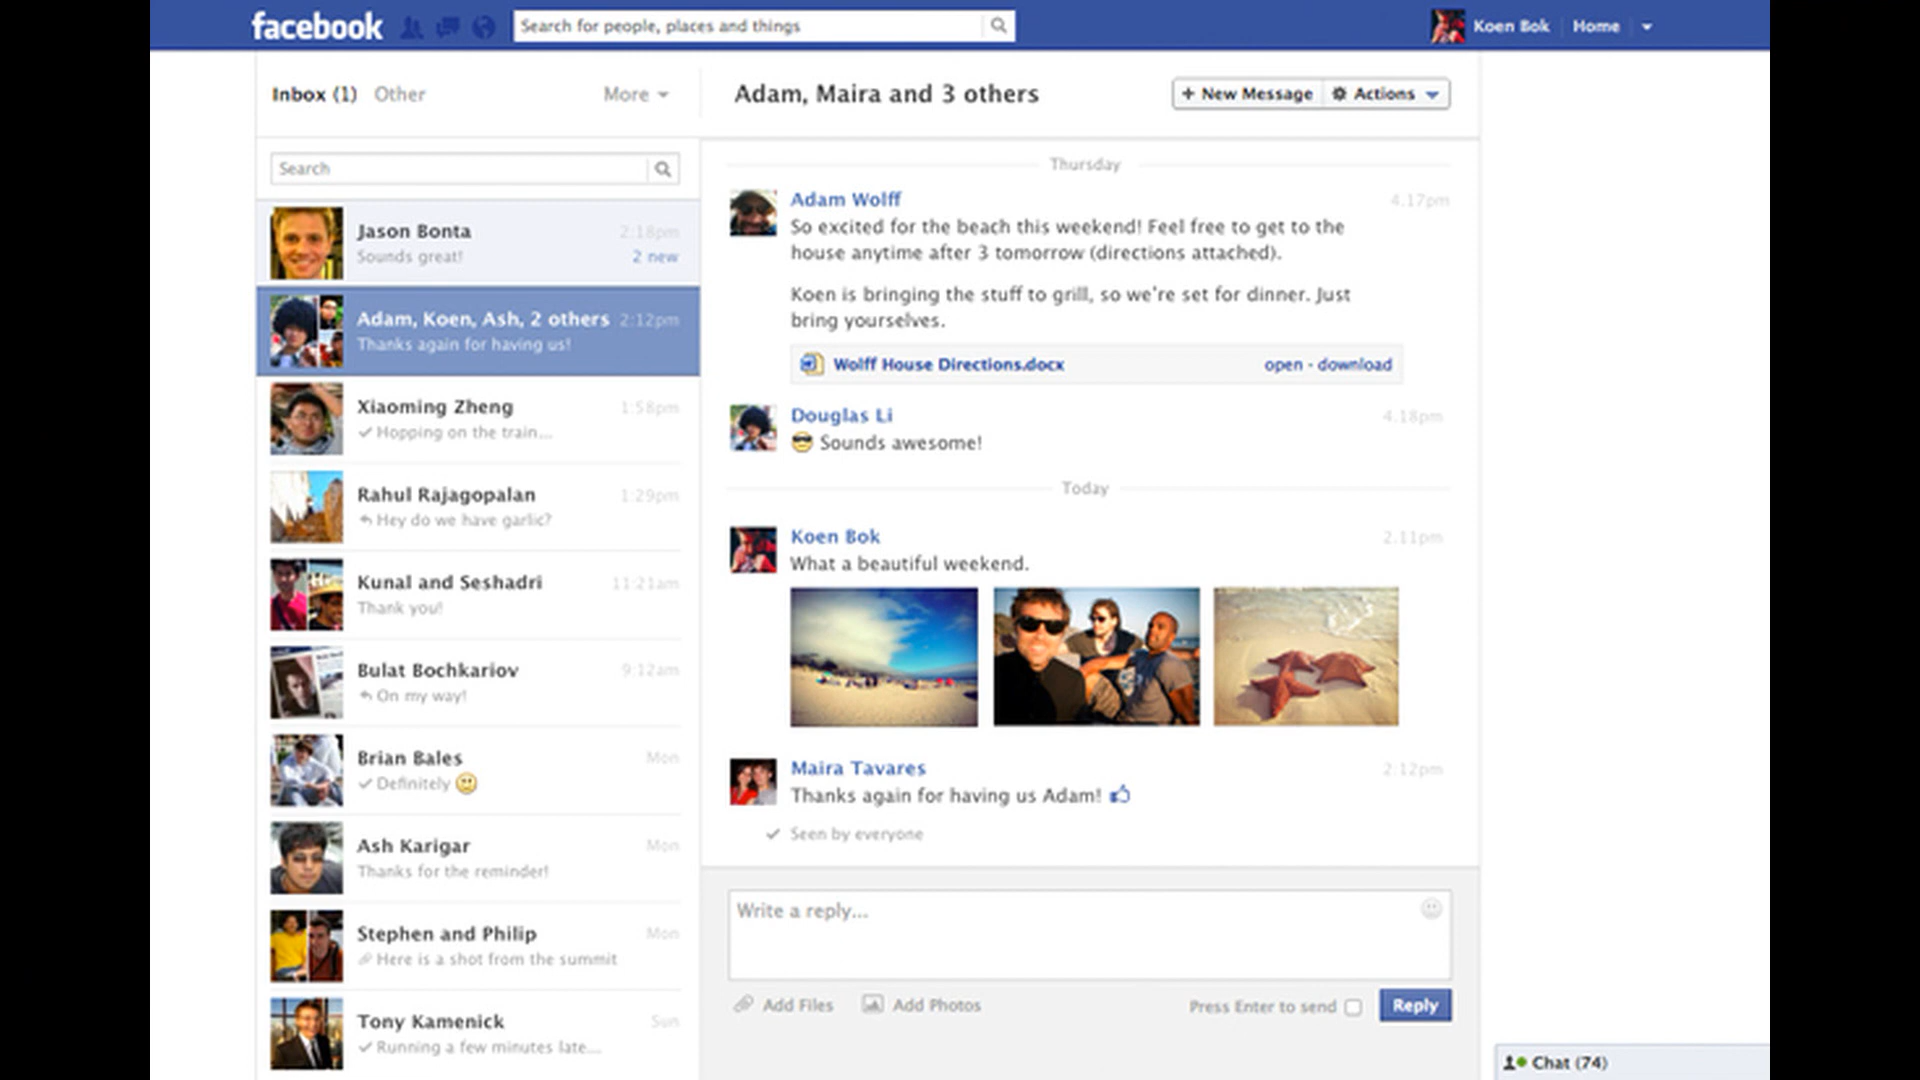 facebook
Search for people, places and things
Koen Bok
Home
Inbox (1)
Other
More
Adam, Maira and 3 others
+ New Message
Actions
Search
Jason Bonta
2:18pm
Sounds great!
2 new
Adam, Koen, Ash, 2 others
2:12pm
Thanks again for having us!
Xiaoming Zheng
1:58pm
Hopping on the train...
Rahul Rajagopalan
1:29pm
Hey do we have garlic?
Kunal and Seshadri
11:21am
Thank you!
Bulat Bochkariov
9:12am
On my way!
Brian Bales
Mon
Definitely
Ash Karigar
Mon
Thanks for the reminder!
Stephen and Philip
Mon
Here is a shot from the summit
Tony Kamenick
Sun
Running a few minutes late...
Thursday
Adam Wolff
4.17pm
So excited for the beach this weekend! Feel free to get to the
house anytime after 3 tomorrow (directions attached).
Koen is bringing the stuff to grill, so we're set for dinner. Just
bring yourselves.
Wolff House Directions.docx
open - download
Douglas Li
4.18pm
😎 Sounds awesome!
Today
Koen Bok
2.11pm
What a beautiful weekend.
Maira Tavares
2:12pm
Thanks again for having us Adam!
Seen by everyone
Write a reply...
Add Files
Add Photos
Press Enter to send
Reply
Chat (74)